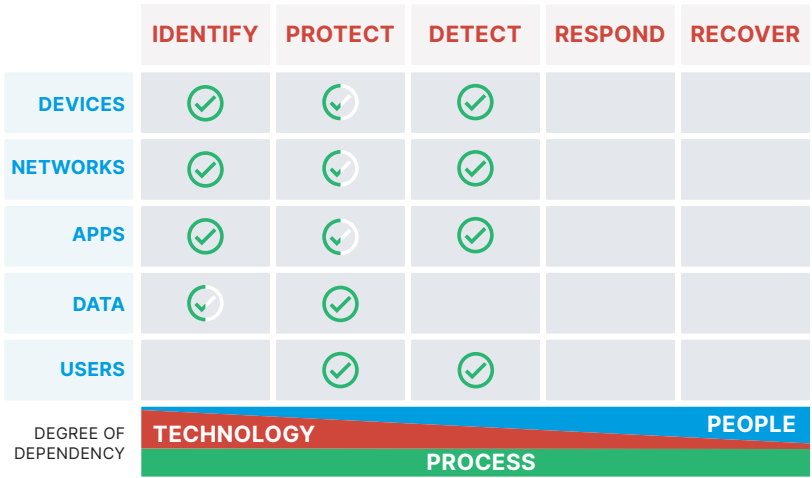 IDENTIFY PROTECT DETECT RESPOND RECOVER
DEVICES
NETWORKS
APPS
DATA
USERS
DEGREE OF
DEPENDENCY
TECHNOLOGY
PEOPLE
PROCESS